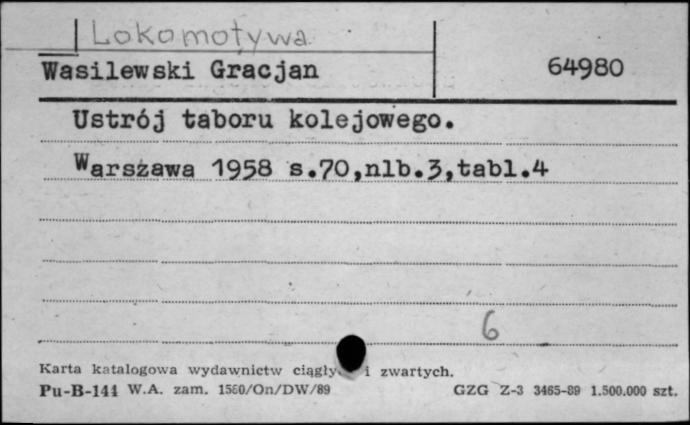 Lokomotywa
Wasilewski Gracjan 64980
Ustrój taboru kolejowego.
Warszawa 1958 s.70,nlb.3,tabl.4
6
Karta katalogowa wydawnictw i zwartych.
Pu-B-144 W.A. zam. 1560/On/DW/89 GZG Z-3 3465-89 1.500.000 szt.